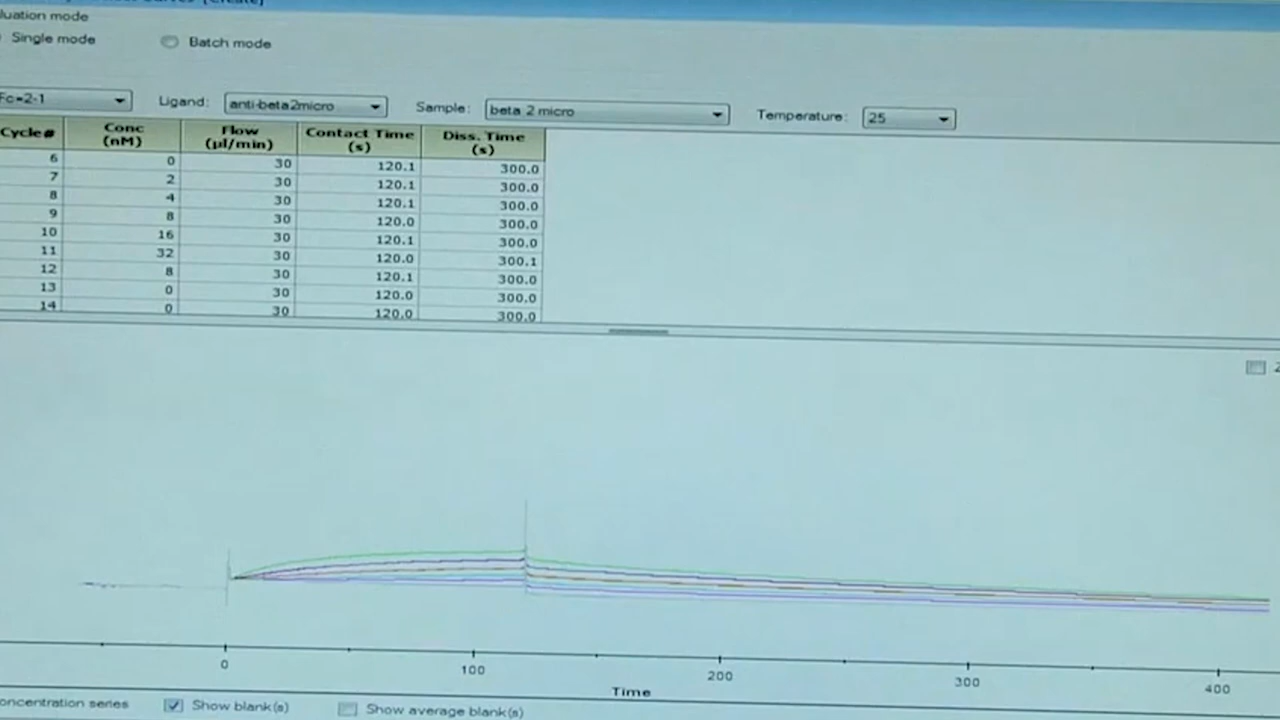 luation mode
Single mode Batch mode
Fc=2-1 Ligand: anti-beta2micro Sample: beta 2 micro Temperature: 25
Cycle# Conc (nM) Flow (µl/min) Contact Time (s) Diss. Time (s)
6 0 30 120.1 300.0
7 2 30 120.1 300.0
8 4 30 120.1 300.0
9 8 30 120.0 300.0
10 16 30 120.1 300.0
11 32 30 120.0 300.1
12 8 30 120.1 300.0
13 0 30 120.0 300.0
14 0 30 120.0 300.0
0 100 200 300 400
Time
oncentration series Show blank(s) Show average blank(s)